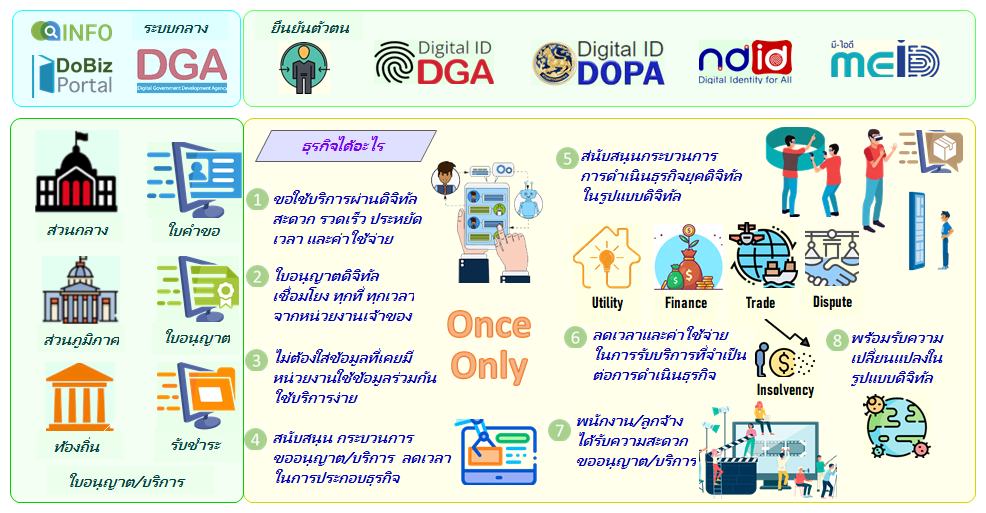 INFO
ระบบกลาง
DoBiz
Portal
DGA
Digital Government Development Agency
ยืนยันตัวตน
Digital ID
DGA
Digital ID
DOPA
ndid
Digital Identity for All
มี-ไอดี
meiD
ส่วนกลาง
ใบคำขอ
ส่วนภูมิภาค
ใบอนุญาต
ท้องถิ่น
รับชำระ
ใบอนุญาต/บริการ
ธุรกิจได้อะไร
1
ขอใช้บริการผ่านดิจิทัล
สะดวก รวดเร็ว ประหยัด
เวลา และค่าใช้จ่าย
2
ใบอนุญาตดิจิทัล
เชื่อมโยง ทุกที่ ทุกเวลา
จากหน่วยงานเจ้าของ
3
ไม่ต้องใส่ข้อมูลที่เคยมี
หน่วยงานใช้ข้อมูลร่วมกัน
ใช้บริการง่าย
4
สนับสนุน กระบวนการ
ขออนุญาต/บริการ ลดเวลา
ในการประกอบธุรกิจ
Once
Only
5
สนับสนุนกระบวนการ
การดำเนินธุรกิจยุคดิจิทัล
ในรูปแบบดิจิทัล
Utility
Finance
Trade
Dispute
6
ลดเวลาและค่าใช้จ่าย
ในการรับบริการที่จำเป็น
ต่อการดำเนินธุรกิจ
Insolvency
7
พนักงาน/ลูกจ้าง
ได้รับความสะดวก
ขออนุญาต/บริการ
8
พร้อมรับความ
เปลี่ยนแปลงใน
รูปแบบดิจิทัล